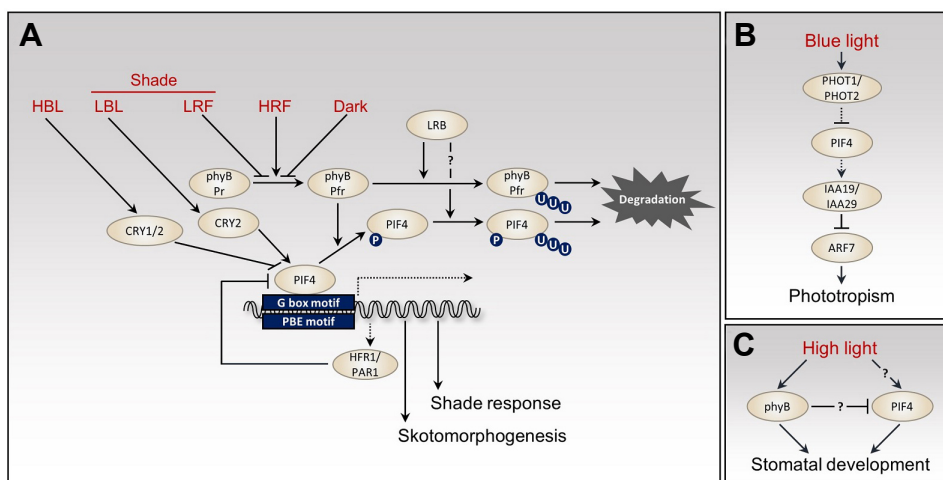 A
Shade
HBL
LBL
LRF
HRF
Dark
LRB
?
phyB
Pr
phyB
Pfr
phyB
Pfr
U U U
Degradation
CRY1/2
CRY2
PIF4
P
PIF4
P
U U U
PIF4
G box motif
PBE motif
HFR1/
PAR1
Shade response
Skotomorphogenesis
B
Blue light
PHOT1/
PHOT2
PIF4
IAA19/
IAA29
ARF7
Phototropism
C
High light
?
phyB
?
PIF4
Stomatal development